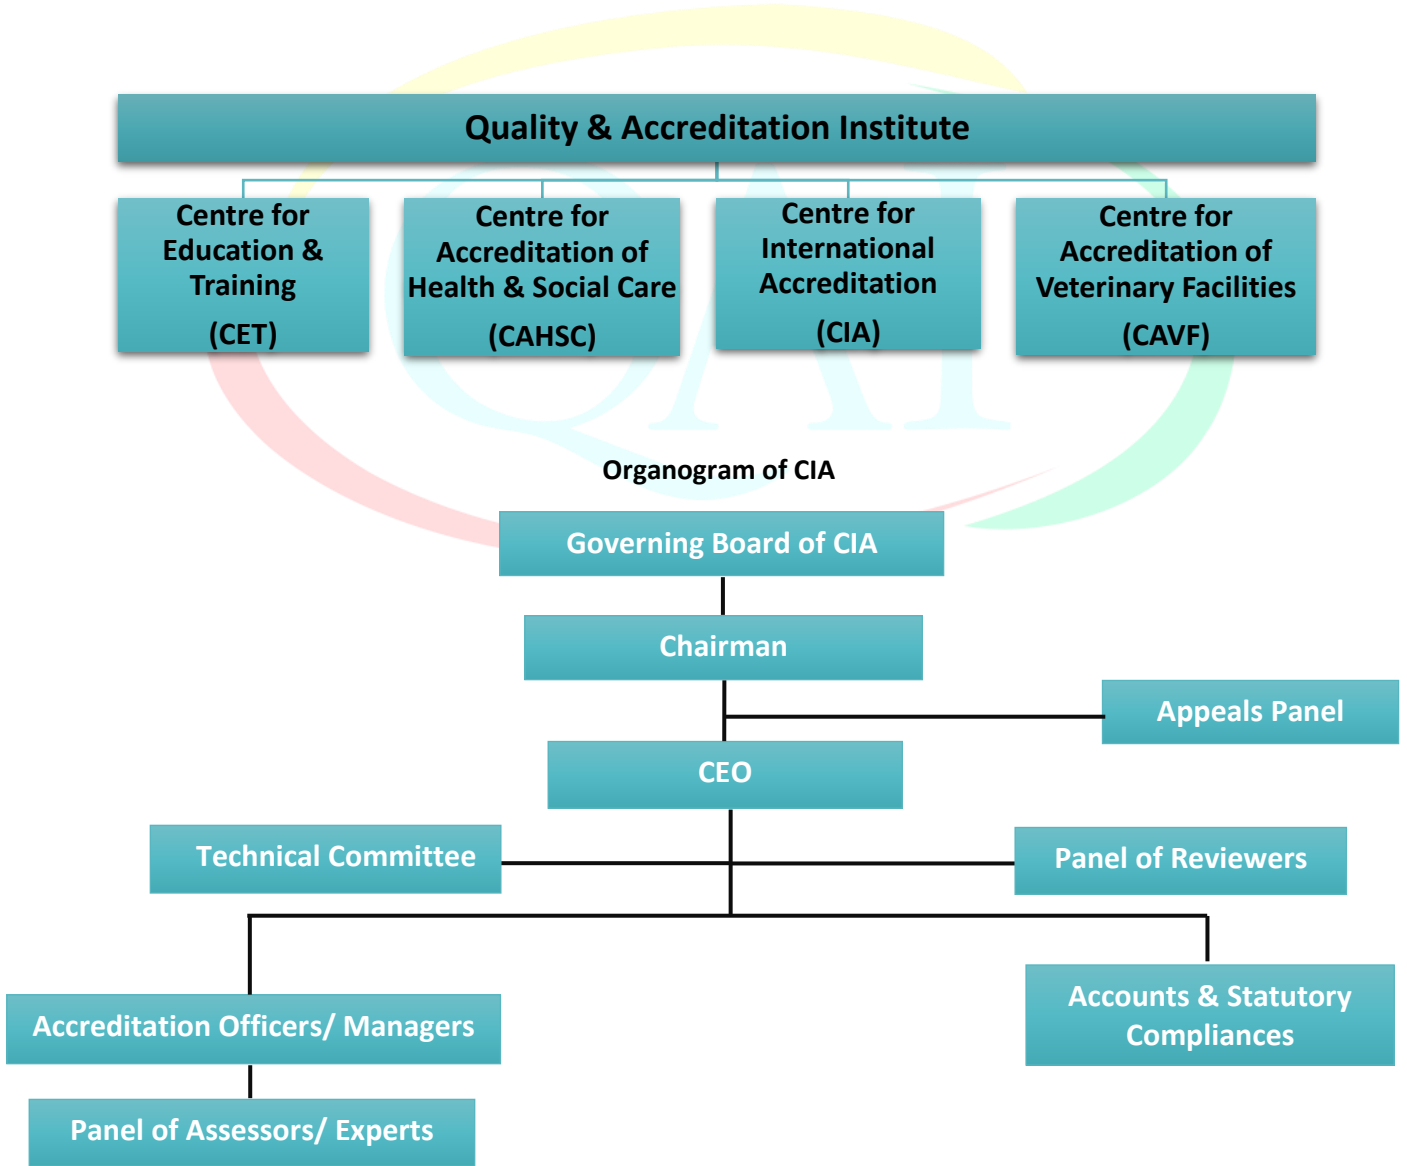 Quality & Accreditation Institute
Centre for
Education &
Training
(CET)
Centre for
Accreditation of
Health & Social Care
(CAHSC)
Centre for
International
Accreditation
(CIA)
Centre for
Accreditation of
Veterinary Facilities
(CAVF)
QAI
Organogram of CIA
Governing Board of CIA
Chairman
Appeals Panel
CEO
Technical Committee
Panel of Reviewers
Accreditation Officers/ Managers
Accounts & Statutory
Compliances
Panel of Assessors/ Experts